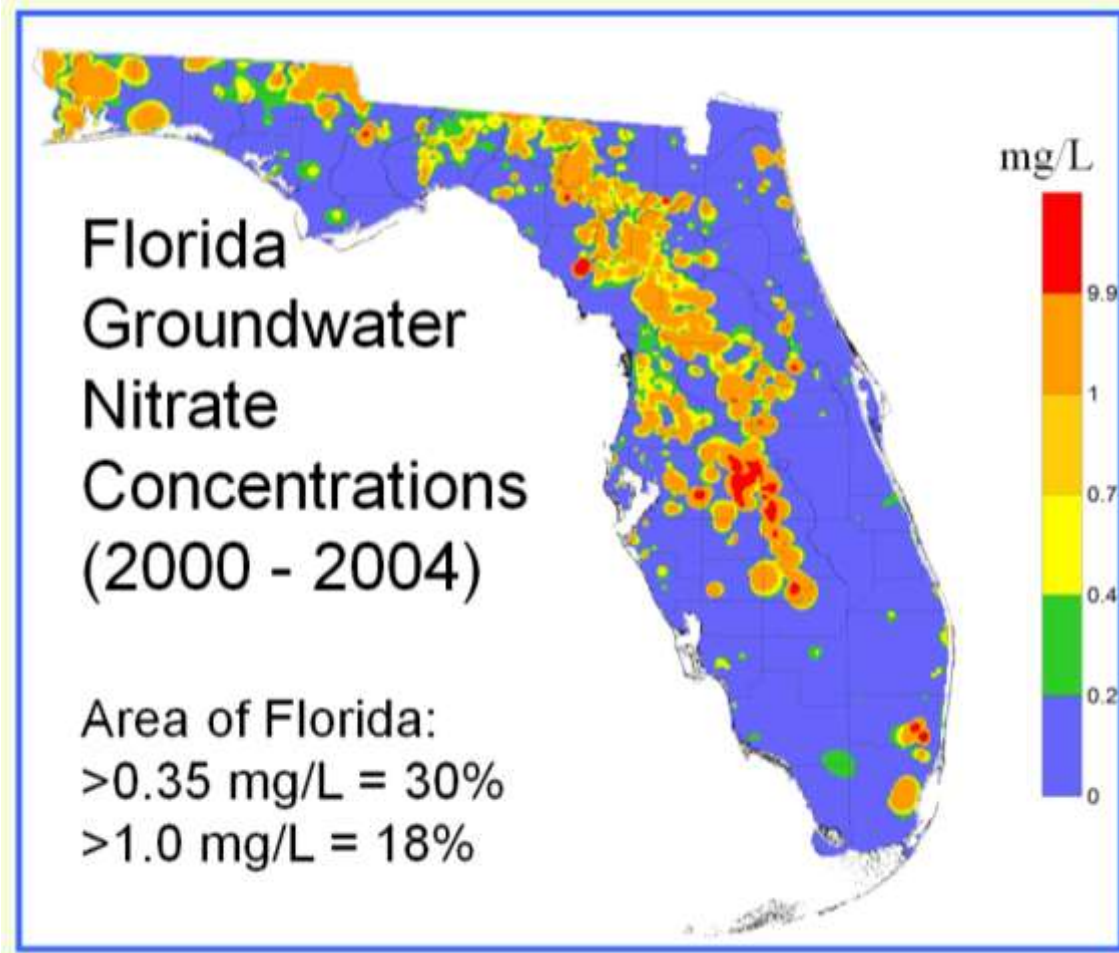 Florida
Groundwater
Nitrate
Concentrations
(2000 - 2004)
Area of Florida:
>0.35 mg/L = 30%
>1.0 mg/L = 18%
mg/L
9.9
1
0.7
0.4
0.2
0